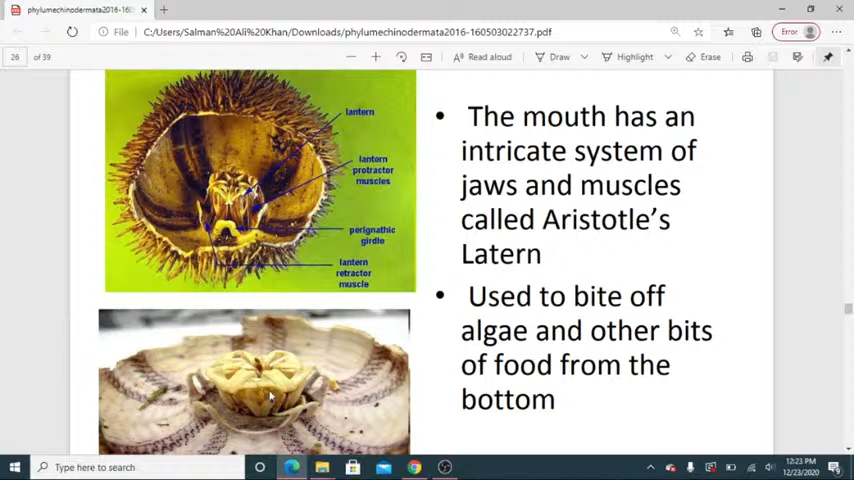 phylumechinodermata2016-1605
File
C:/Users/Salman%20Ali%20Khan/Downloads/phylumechinodermata2016-160503022737.pdf
Error
26 of 39
Read aloud
Draw
Highlight
Erase
lantern
lantern
protractor
muscles
perignathic
girdle
lantern
retractor
muscle
• The mouth has an
intricate system of
jaws and muscles
called Aristotle’s
Latern
• Used to bite off
algae and other bits
of food from the
bottom
Type here to search
12:23 PM
12/23/2020